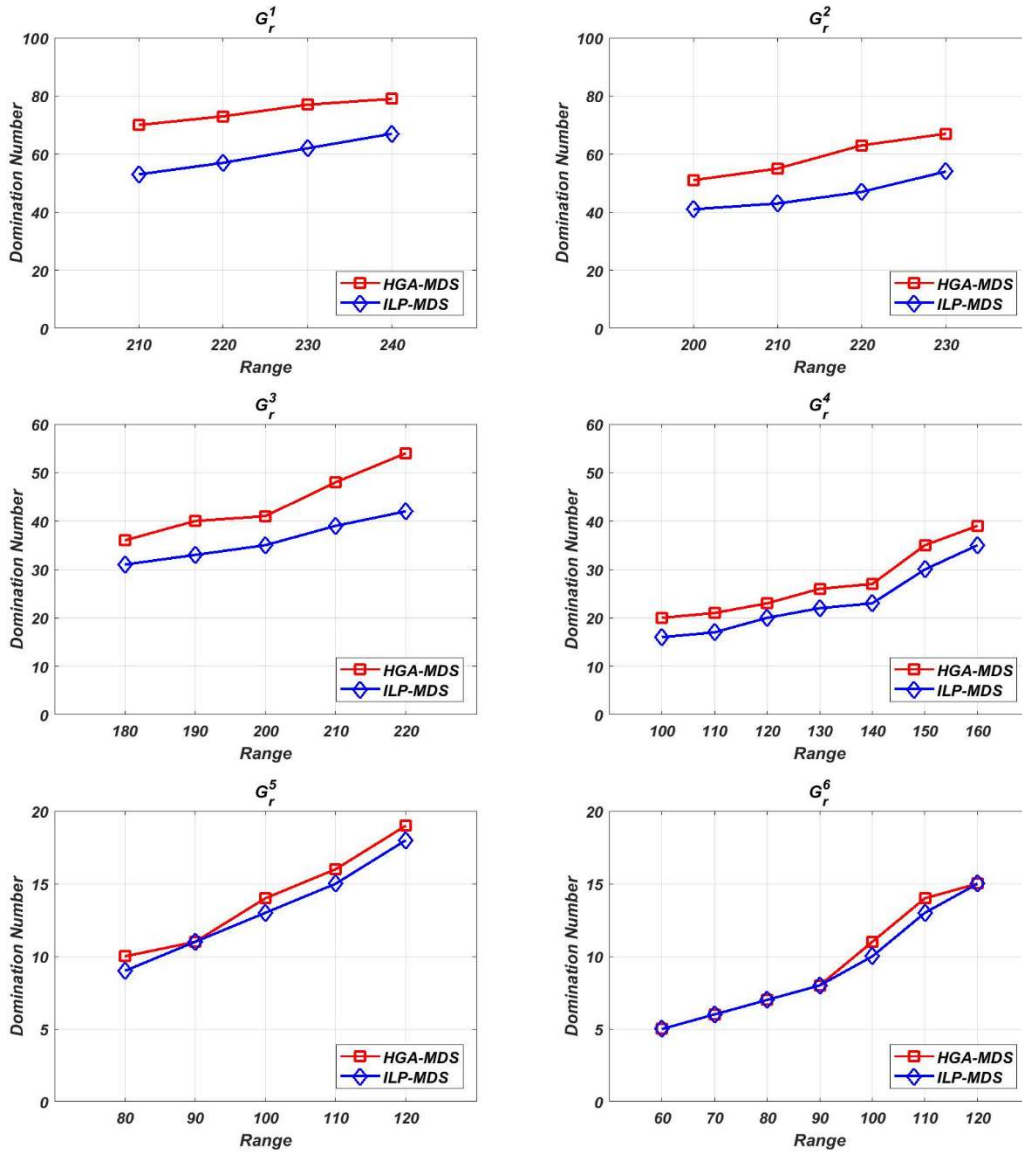 G_r^1
100
80
60
40
20
0
Domination Number
HGA-MDS
ILP-MDS
210 220 230 240
Range
G_r^2
100
80
60
40
20
0
Domination Number
HGA-MDS
ILP-MDS
200 210 220 230
Range
G_r^3
60
50
40
30
20
10
0
Domination Number
HGA-MDS
ILP-MDS
180 190 200 210 220
Range
G_r^4
60
50
40
30
20
10
0
Domination Number
HGA-MDS
ILP-MDS
100 110 120 130 140 150 160
Range
G_r^5
20
15
10
5
0
Domination Number
HGA-MDS
ILP-MDS
80 90 100 110 120
Range
G_r^6
20
15
10
5
0
Domination Number
HGA-MDS
ILP-MDS
60 70 80 90 100 110 120
Range